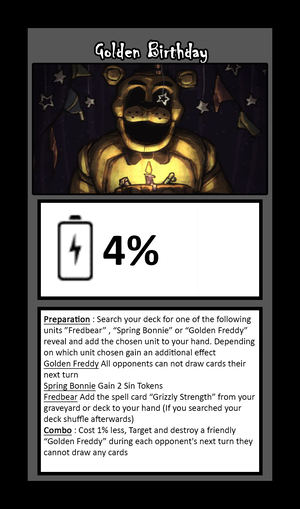 Golden Birthday
4%
Preparation : Search your deck for one of the following
units "Fredbear" , "Spring Bonnie" or "Golden Freddy"
reveal and add the chosen unit to your hand. Depending
on which unit chosen gain an additional effect
Golden Freddy All opponents can not draw cards their
next turn
Spring Bonnie Gain 2 Sin Tokens
Fredbear Add the spell card "Grizzly Strength" from your
graveyard or deck to your hand (If you searched your
deck shuffle afterwards)
Combo : Cost 1% less, Target and destroy a friendly
"Golden Freddy" during each opponent's next turn they
cannot draw any cards